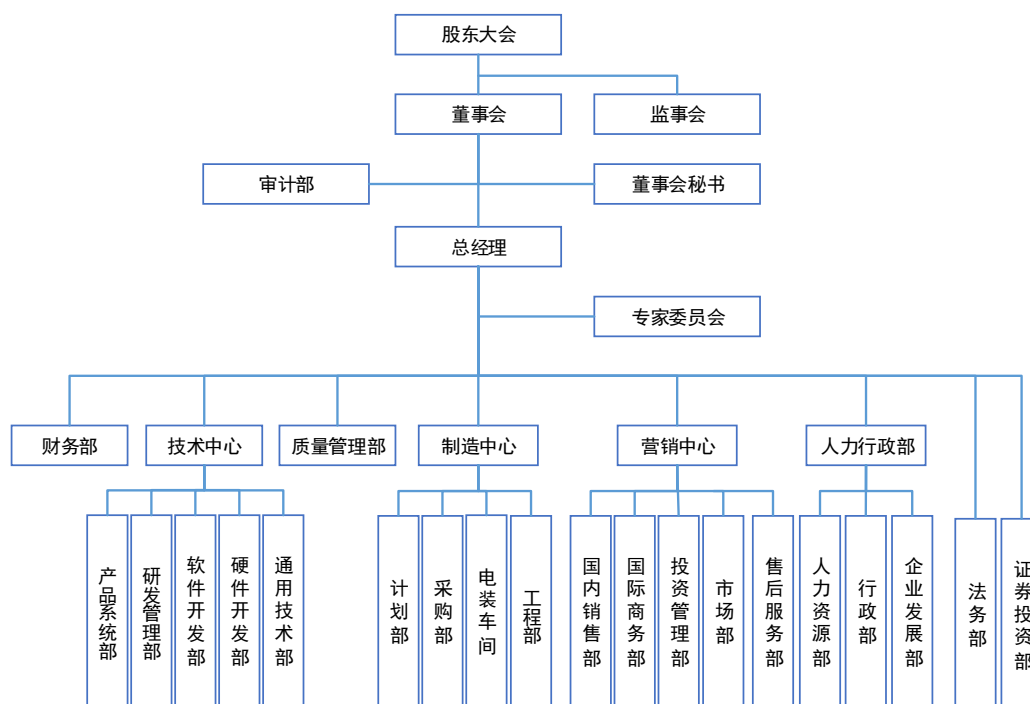 股东大会
董事会
监事会
审计部
董事会秘书
总经理
专家委员会
财务部
技术中心
质量管理部
制造中心
营销中心
人力行政部
产品系统部
研发管理部
软件开发部
硬件开发部
通用技术部
计划部
采购部
电装车间
工程部
国内销售部
国际商务部
投资管理部
市场部
售后服务部
人力资源部
行政部
企业发展部
法务部
证券投资部